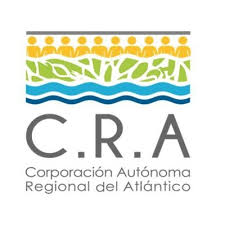 C.R.A
Corporación Autónoma
Regional del Atlántico